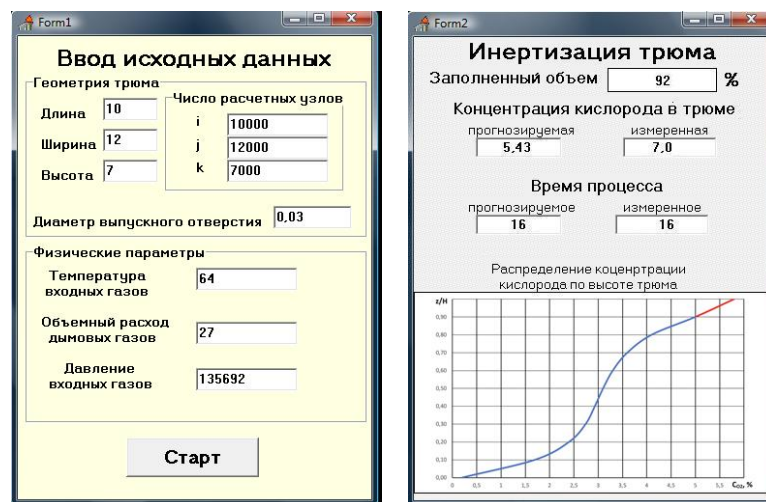 Form1
Ввод исходных данных
Геометрия трюма
Длина 10
Ширина 12
Высота 7
Число расчетных узлов
i 10000
j 12000
k 7000
Диаметр выпускного отверстия 0,03
Физические параметры
Температура
входных газов
64
Объемный расход
дымовых газов
27
Давление
входных газов
135692
Старт
Form2
Инертизация трюма
Заполненный объем 92 %
Концентрация кислорода в трюме
прогнозируемая измеренная
5,43 7,0
Время процесса
прогнозируемое измеренное
16 16
Распределение коценртрации
кислорода по высоте трюма
z/H
0,90
0,80
0,70
0,60
0,50
0,40
0,30
0,20
0,10
0,00
0 0,5 1 1,5 2 2,5 3 3,5 4 4,5 5 5,5 C₀₂, %